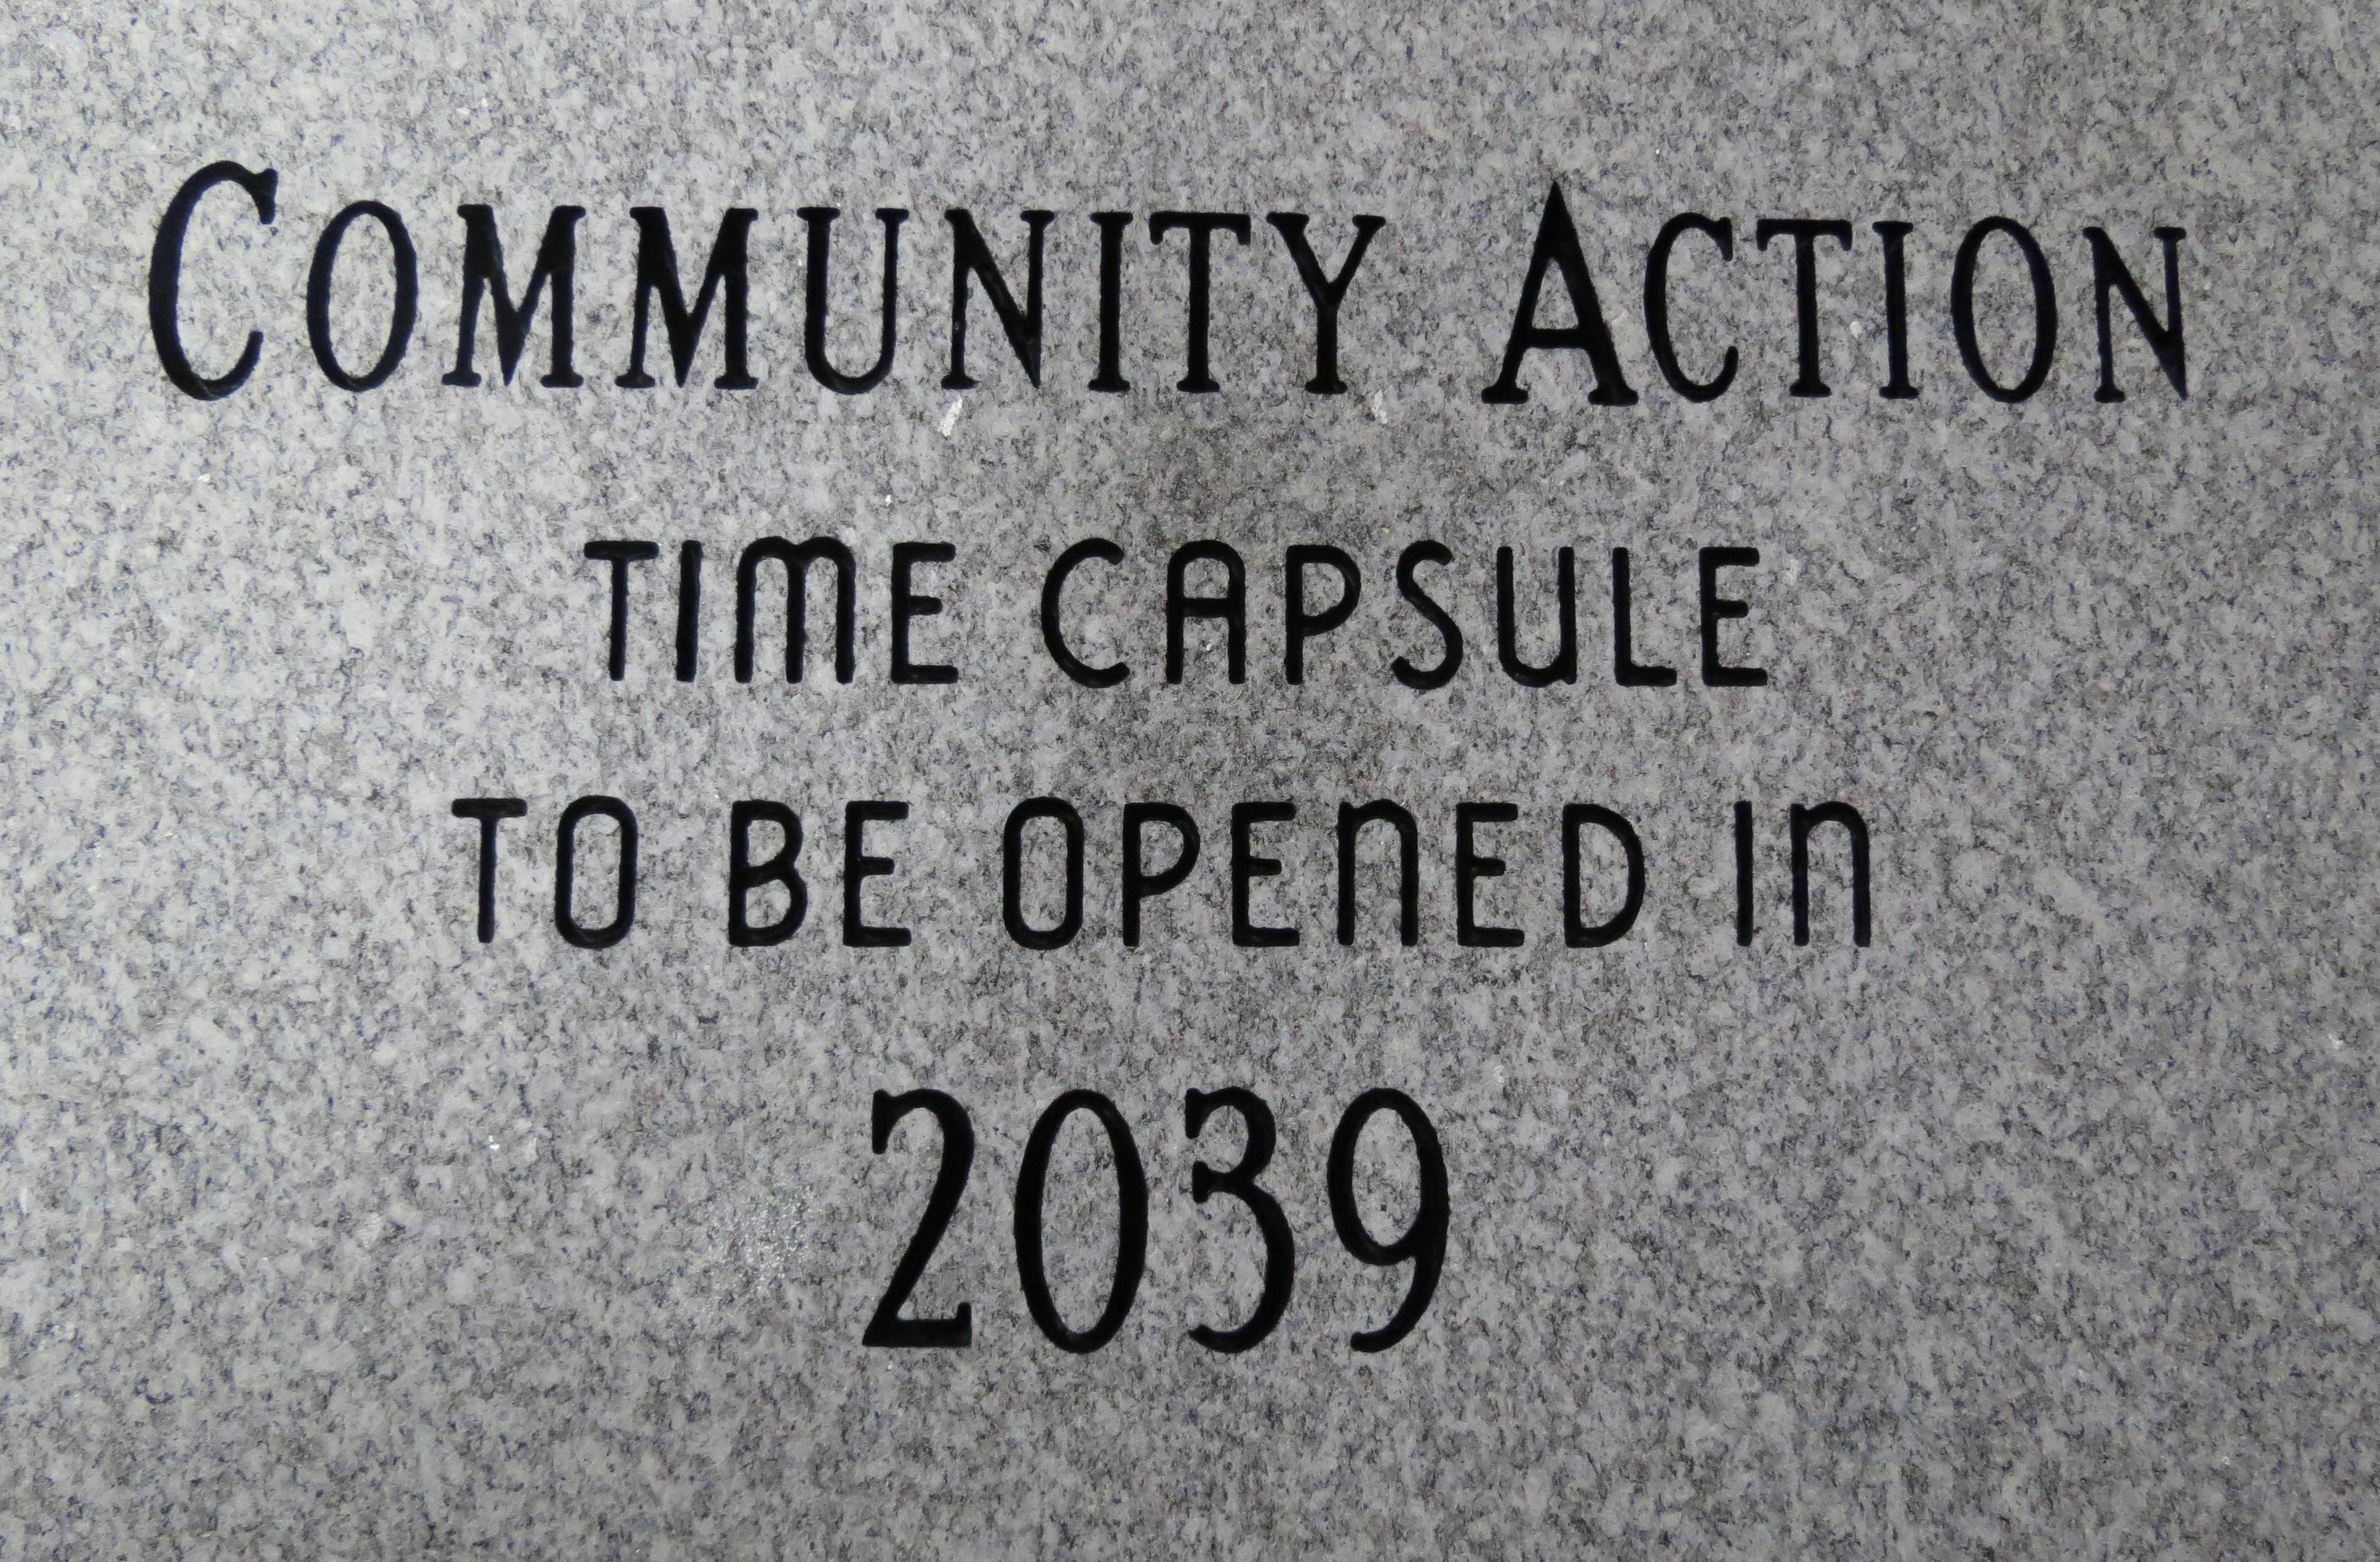 COMMUNITY ACTION
TIME CAPSULE
TO BE OPENED IN
2039